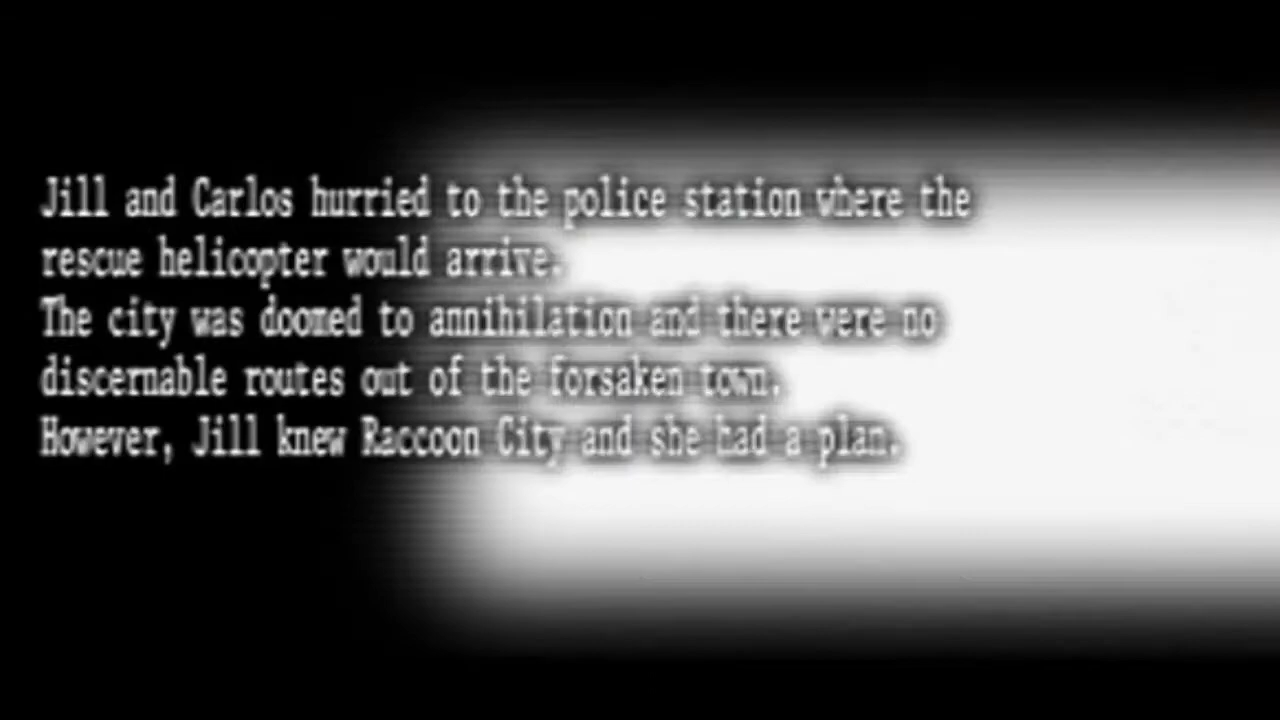 Jill and Carlos hurried to the police station where the
rescue helicopter would arrive.
The city was doomed to annihilation and there were no
discernable routes out of the forsaken town.
However, Jill knew Raccoon City and she had a plan.